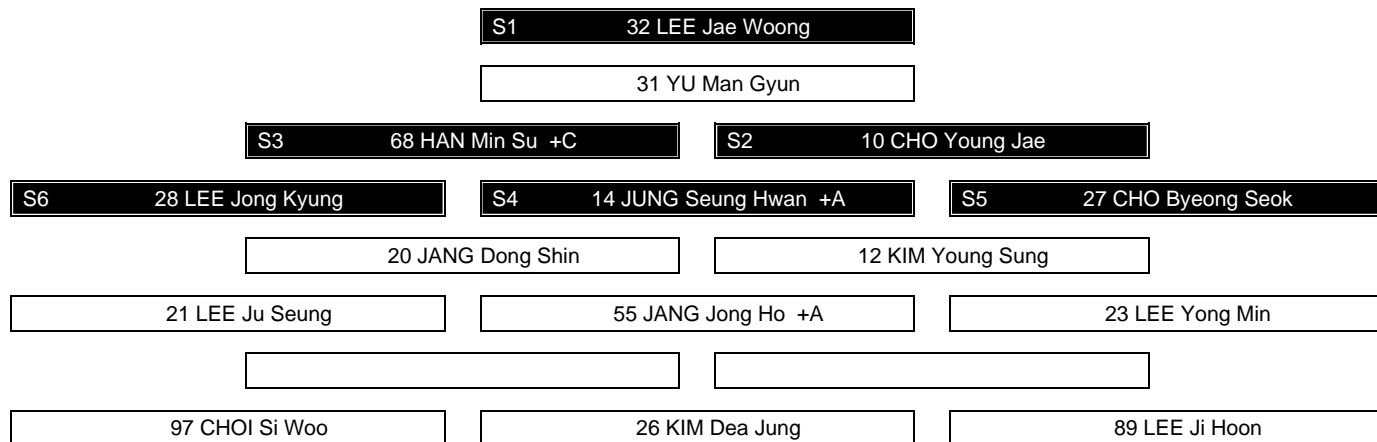 S1 32 LEE Jae Woong
31 YU Man Gyun
S3 68 HAN Min Su +C S2 10 CHO Young Jae
S6 28 LEE Jong Kyung S4 14 JUNG Seung Hwan +A S5 27 CHO Byeong Seok
20 JANG Dong Shin 12 KIM Young Sung
21 LEE Ju Seung 55 JANG Jong Ho +A 23 LEE Yong Min
97 CHOI Si Woo 26 KIM Dea Jung 89 LEE Ji Hoon